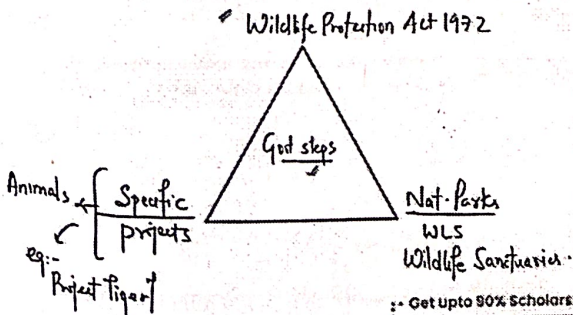 Wildlife Protection Act 1972
Govt steps
Animals
Specific
projects
eg:-
Project Tiger
Nat. Parks
WLS
Wildlife Sanctuaries.
:- Get Upto 90% Scholars